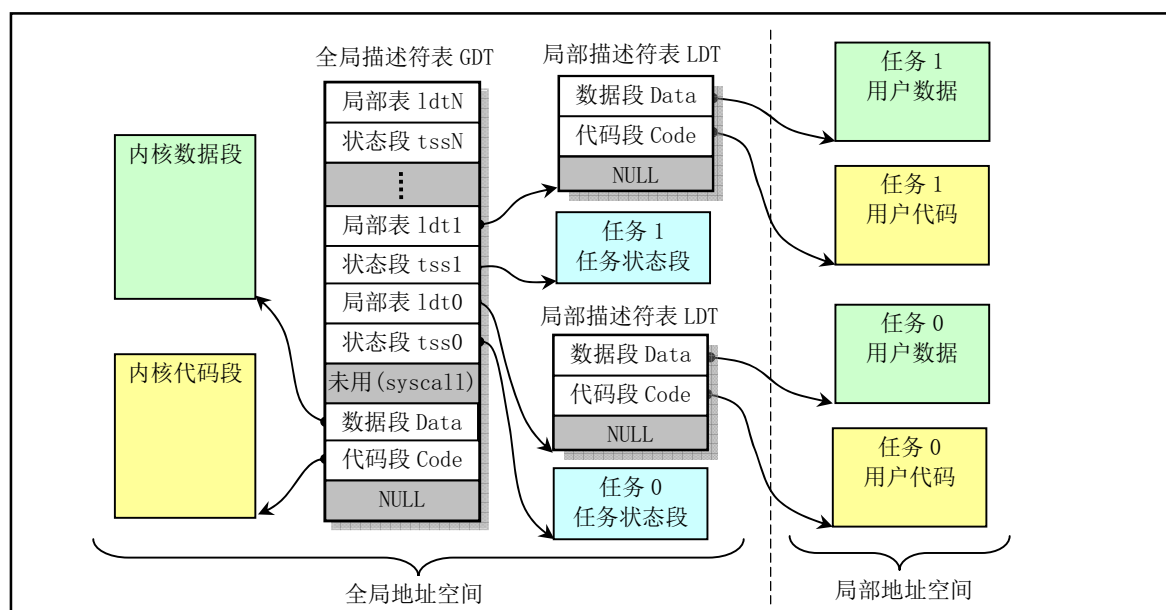 全局描述符表 GDT
局部表 ldtN
状态段 tssN
局部表 ldt1
状态段 tss1
局部表 ldt0
状态段 tss0
未用(syscall)
数据段 Data
代码段 Code
NULL
内核数据段
内核代码段
局部描述符表 LDT
数据段 Data
代码段 Code
NULL
任务 1
任务状态段
局部描述符表 LDT
数据段 Data
代码段 Code
NULL
任务 0
任务状态段
任务 1
用户数据
任务 1
用户代码
任务 0
用户数据
任务 0
用户代码
全局地址空间
局部地址空间